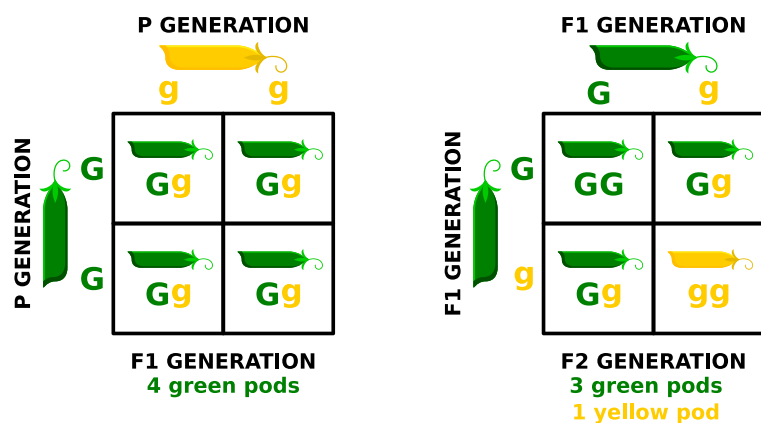 P GENERATION
g g
P GENERATION
G
Gg Gg
G
Gg Gg
F1 GENERATION
4 green pods
F1 GENERATION
G g
F1 GENERATION
G
GG Gg
g
Gg gg
F2 GENERATION
3 green pods
1 yellow pod